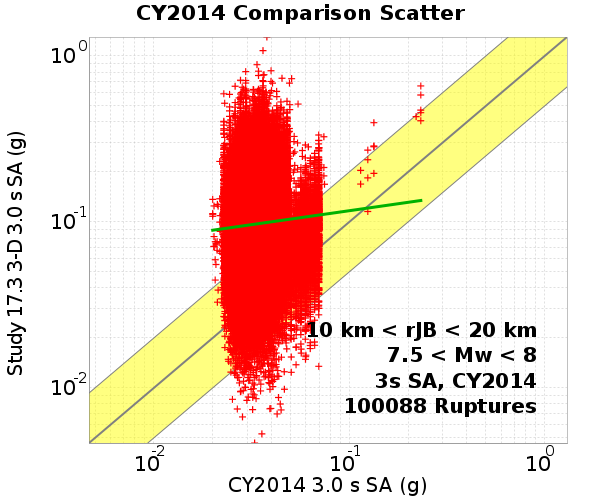 CY2014 Comparison Scatter
Study 17.3 3-D 3.0 s SA (g)
10⁰
10⁻¹
10⁻²
10 km < rJB < 20 km
7.5 < Mw < 8
3s SA, CY2014
100088 Ruptures
10⁻² 10⁻¹ 10⁰
CY2014 3.0 s SA (g)